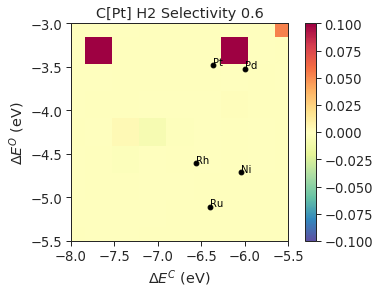 C[Pt] H2 Selectivity 0.6
−3.0
−3.5
−4.0
−4.5
−5.0
−5.5
ΔE^O (eV)
Pt
Pd
Rh
Ni
Ru
−8.0 −7.5 −7.0 −6.5 −6.0 −5.5
ΔE^C (eV)
0.100
0.075
0.050
0.025
0.000
−0.025
−0.050
−0.075
−0.100